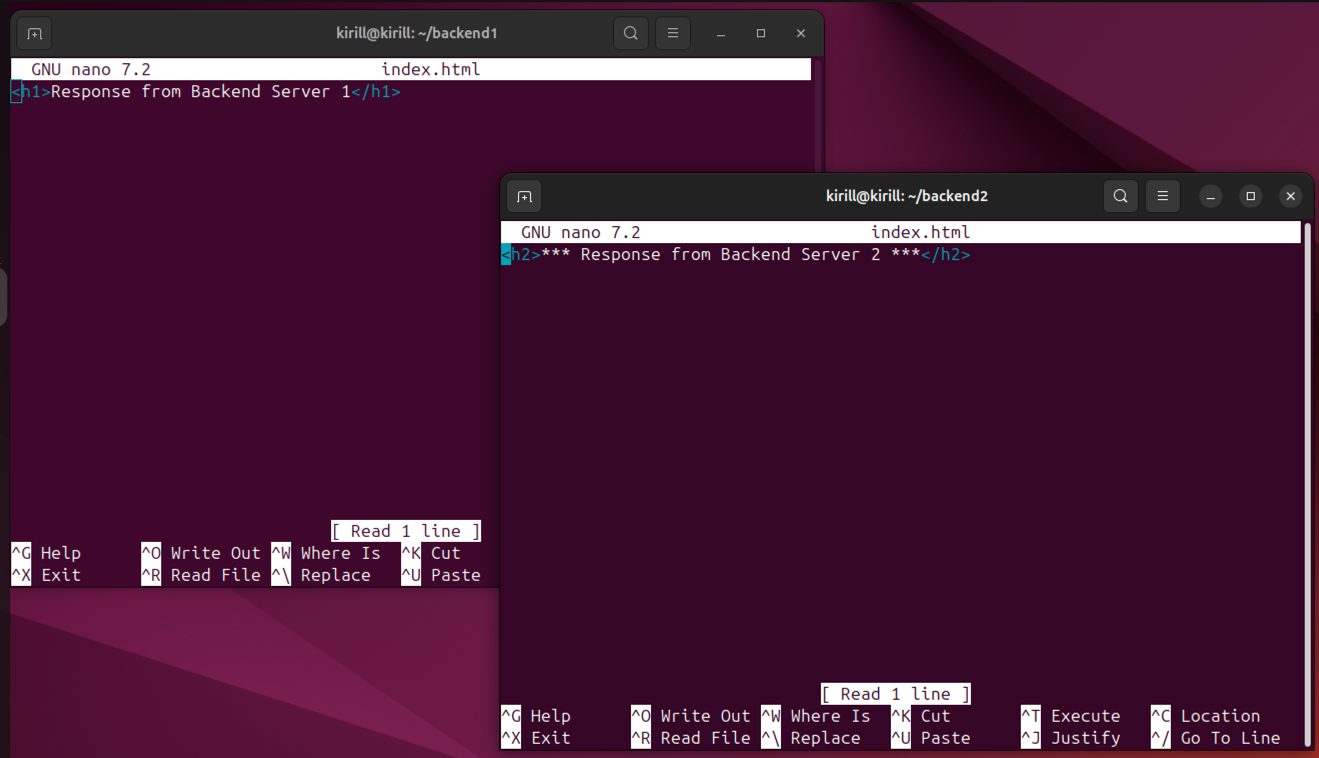 kirill@kirill: ~/backend1
GNU nano 7.2 index.html
<h1>Response from Backend Server 1</h1>
[ Read 1 line ]
^G Help ^O Write Out ^W Where Is ^K Cut
^X Exit ^R Read File ^\ Replace ^U Paste
kirill@kirill: ~/backend2
GNU nano 7.2 index.html
<h2>*** Response from Backend Server 2 ***</h2>
[ Read 1 line ]
^G Help ^O Write Out ^W Where Is ^K Cut ^T Execute ^C Location
^X Exit ^R Read File ^\ Replace ^U Paste ^J Justify ^/ Go To Line